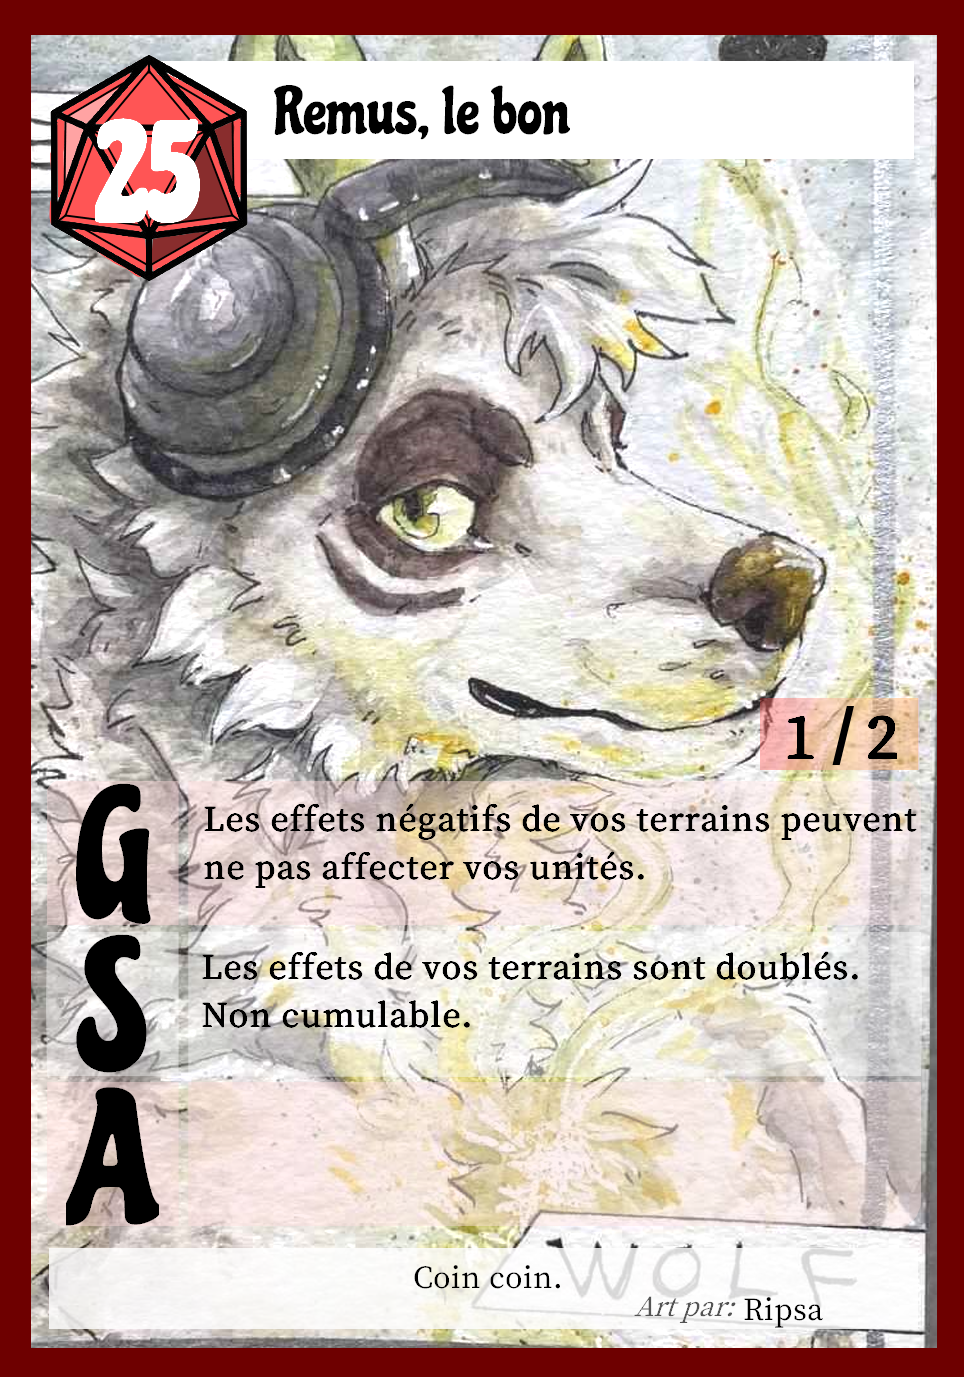 25
Remus, le bon
1/2
G
Les effets négatifs de vos terrains peuvent
ne pas affecter vos unités.
S
Les effets de vos terrains sont doublés.
Non cumulable.
A
WOLF
Coin coin.
Art par: Ripsa